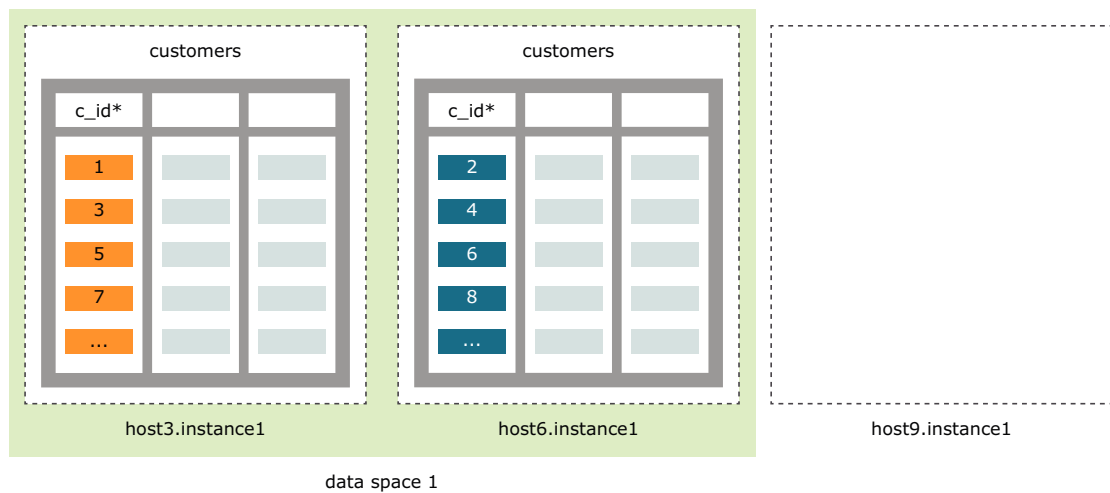 customers
c_id*
1
3
5
7
...
host3.instance1
customers
c_id*
2
4
6
8
...
host6.instance1
host9.instance1
data space 1